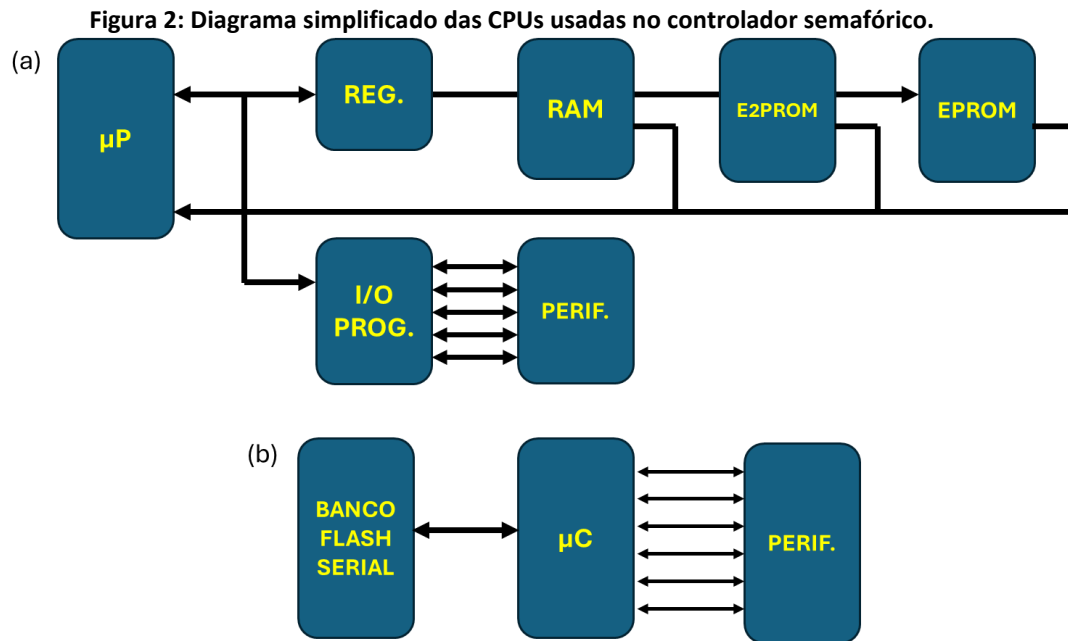 Figure 2: Diagrama simplificado das CPUs usadas no controlador semafórico.
(a)
µP
REG.
RAM
E2PROM
EPROM
I/O
PROG.
PERIF.
(b)
BANCO
FLASH
SERIAL
µC
PERIF.